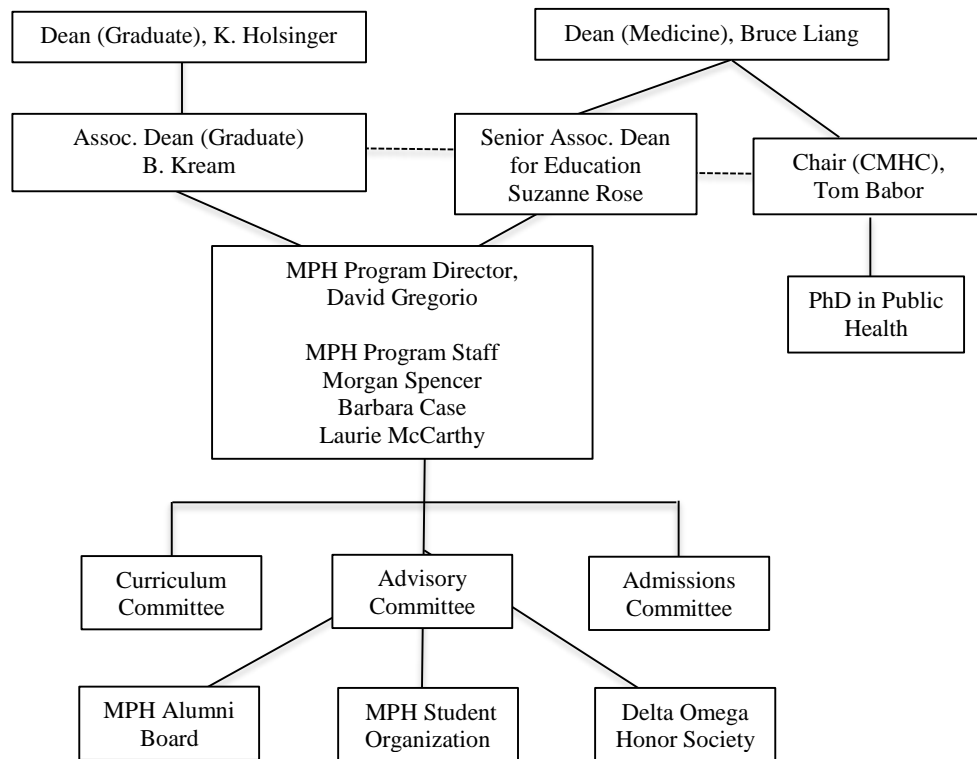 Dean (Graduate), K. Holsinger
Dean (Medicine), Bruce Liang
Assoc. Dean (Graduate)
B. Kream
Senior Assoc. Dean
for Education
Suzanne Rose
Chair (CMHC),
Tom Babor
MPH Program Director,
David Gregorio
MPH Program Staff
Morgan Spencer
Barbara Case
Laurie McCarthy
PhD in Public
Health
Curriculum
Committee
Advisory
Committee
Admissions
Committee
MPH Alumni
Board
MPH Student
Organization
Delta Omega
Honor Society